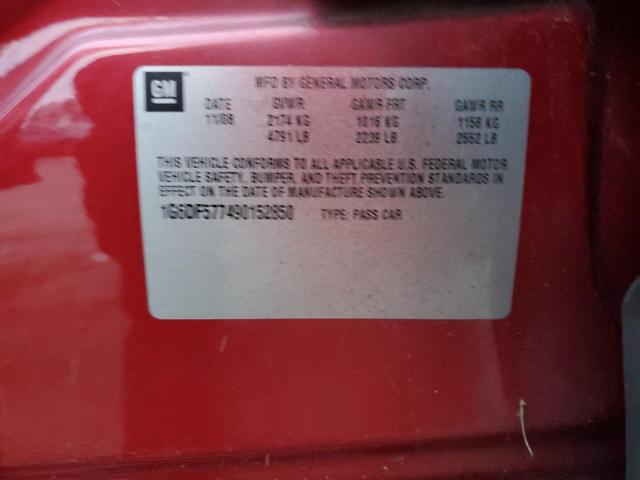 GM
MFD BY GENERAL MOTORS CORP.
DATE GVWR GAWR FRT GAWR RR
11/08 2174 KG 1016 KG 1158 KG
4791 LB 2239 LB 2552 LB
THIS VEHICLE CONFORMS TO ALL APPLICABLE U.S. FEDERAL MOTOR
VEHICLE SAFETY, BUMPER, AND THEFT PREVENTION STANDARDS IN
EFFECT ON THE DATE OF MANUFACTURE SHOWN ABOVE.
1G6DF577490152850 TYPE: PASS CAR